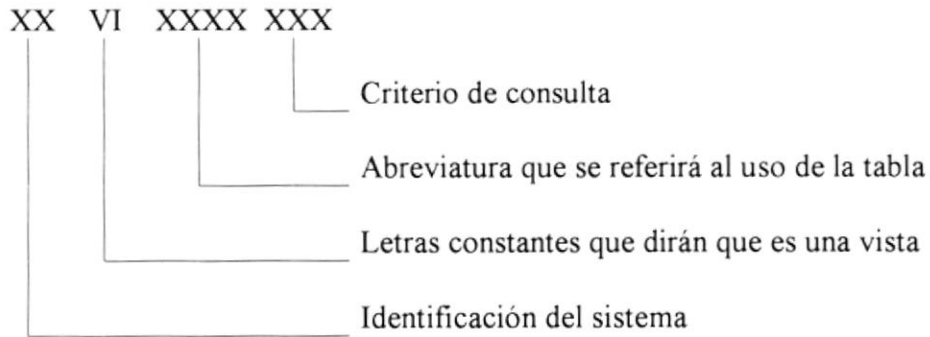 XX VI XXXX XXX
Criterio de consulta
Abreviatura que se referirá al uso de la tabla
Letras constantes que dirán que es una vista
Identificación del sistema